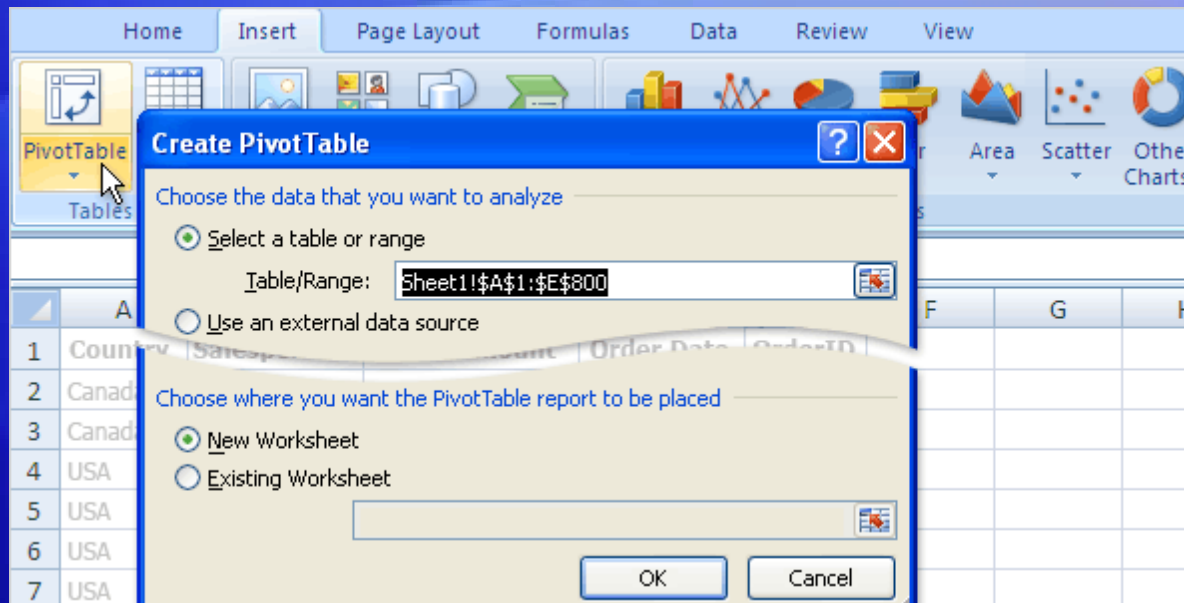 Home Insert Page Layout Formulas Data Review View
PivotTable Area Scatter
Tables Charts
Create PivotTable
Choose the data that you want to analyze
Select a table or range
Table/Range: Sheet1!$A$1:$E$800
Use an external data source
A F G
1 Country Order Date OrderID
2 Canada
3 Canada
4 USA
5 USA
6 USA
7 USA
Choose where you want the PivotTable report to be placed
New Worksheet
Existing Worksheet
OK Cancel